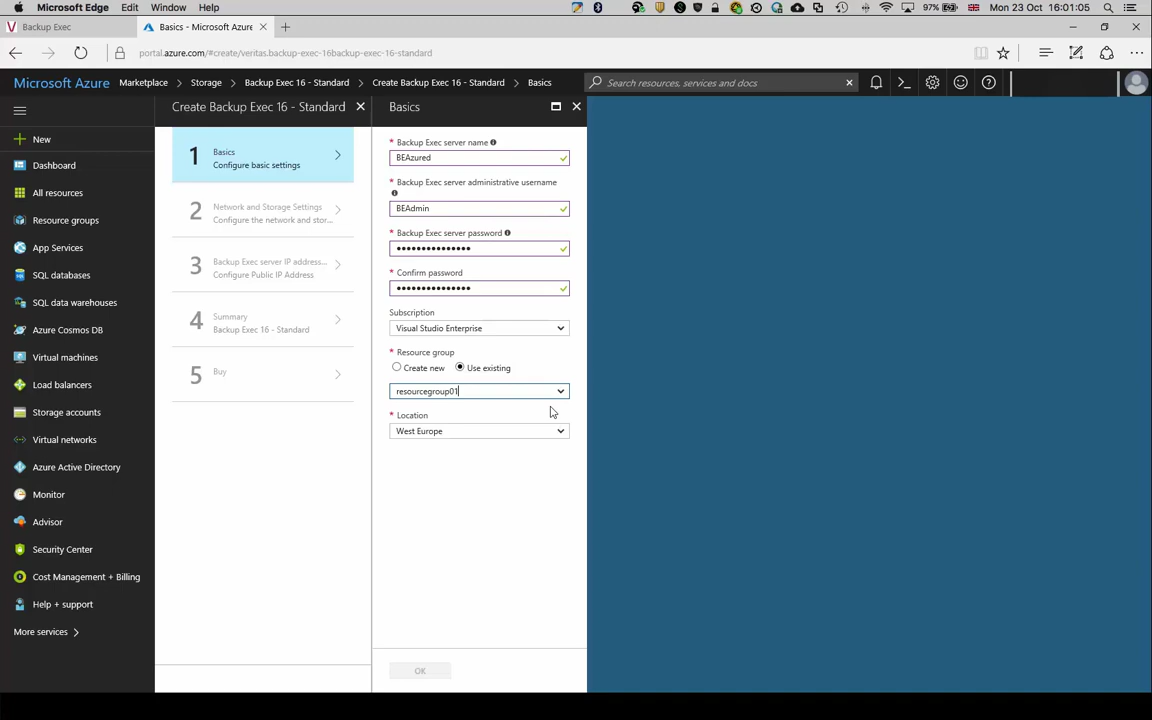 Microsoft Edge File Edit Window Help 97% Mon 23 Oct 16:01:05
Backup Exec Basics - Microsoft Azure
portal.azure.com/#create/veritas.backup-exec-16backup-exec-16-standard
Microsoft Azure Marketplace Storage Backup Exec 16 - Standard Create Backup Exec 16 - Standard Basics Search resources, services and docs
Create Backup Exec 16 - Standard
Basics
New
Dashboard
All resources
Resource groups
App Services
SQL databases
SQL data warehouses
Azure Cosmos DB
Virtual machines
Load balancers
Storage accounts
Virtual networks
Azure Active Directory
Monitor
Advisor
Security Center
Cost Management + Billing
Help + support
More services
1 Basics
Configure basic settings
2 Network and Storage Settings
Configure the network and stor...
3 Backup Exec server IP address...
Configure Public IP Address
4 Summary
Backup Exec 16 - Standard
5 Buy
* Backup Exec server name
BEAzured
* Backup Exec server administrative username
BEAdmin
* Backup Exec server password
•••••••••••••••
* Confirm password
•••••••••••••••
Subscription
Visual Studio Enterprise
* Resource group
Create new Use existing
resourcegroup01
* Location
West Europe
OK